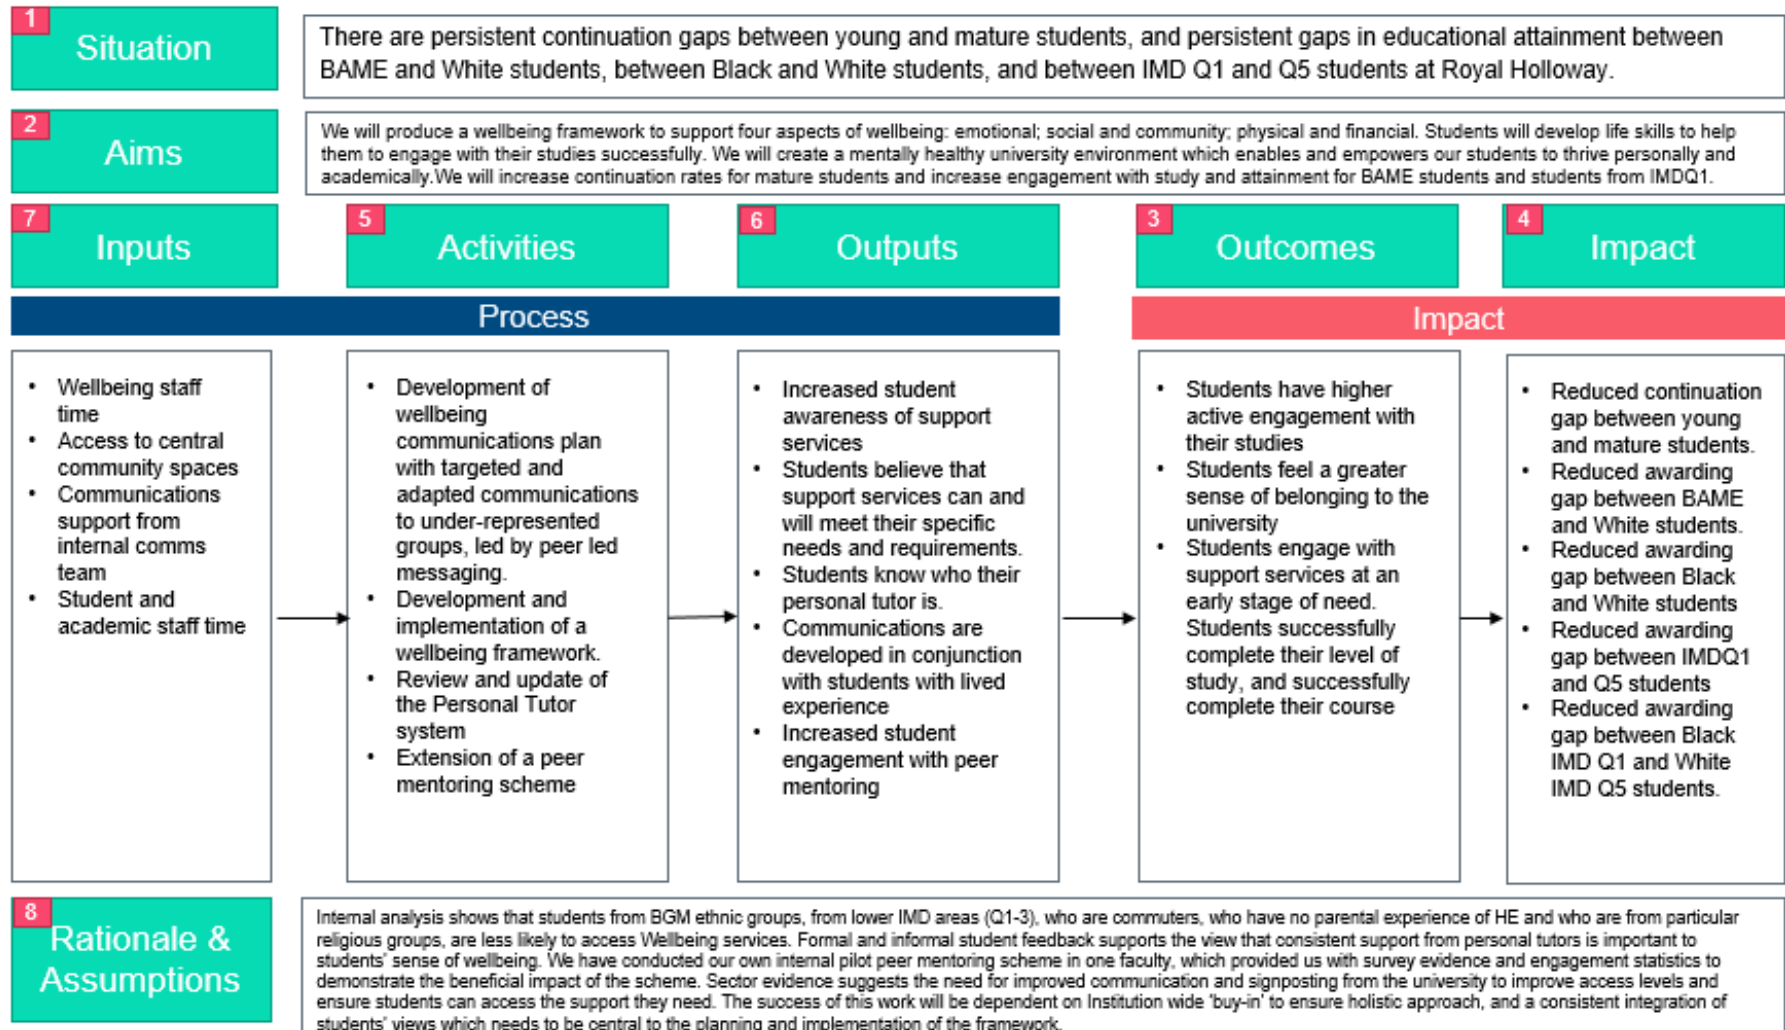 1
Situation
There are persistent continuation gaps between young and mature students, and persistent gaps in educational attainment between
BAME and White students, between Black and White students, and between IMD Q1 and Q5 students at Royal Holloway.
2
Aims
We will produce a wellbeing framework to support four aspects of wellbeing: emotional; social and community; physical and financial. Students will develop life skills to help
them to engage with their studies successfully. We will create a mentally healthy university environment which enables and empowers our students to thrive personally and
academically.We will increase continuation rates for mature students and increase engagement with study and attainment for BAME students and students from IMDQ1.
7
Inputs
5
Activities
6
Outputs
3
Outcomes
4
Impact
Process
Impact
• Wellbeing staff
time
• Access to central
community spaces
• Communications
support from
internal comms
team
• Student and
academic staff time
• Development of
wellbeing
communications plan
with targeted and
adapted communications
to under-represented
groups, led by peer led
messaging.
• Development and
implementation of a
wellbeing framework.
• Review and update of
the Personal Tutor
system
• Extension of a peer
mentoring scheme
• Increased student
awareness of support
services
• Students believe that
support services can and
will meet their specific
needs and requirements.
• Students know who their
personal tutor is.
• Communications are
developed in conjunction
with students with lived
experience
• Increased student
engagement with peer
mentoring
• Students have higher
active engagement with
their studies
• Students feel a greater
sense of belonging to the
university
• Students engage with
support services at an
early stage of need.
Students successfully
complete their level of
study, and successfully
complete their course
• Reduced continuation
gap between young
and mature students.
• Reduced awarding
gap between BAME
and White students.
• Reduced awarding
gap between Black
and White students
• Reduced awarding
gap between IMDQ1
and Q5 students
• Reduced awarding
gap between Black
IMD Q1 and White
IMD Q5 students.
8
Rationale &
Assumptions
Internal analysis shows that students from BGM ethnic groups, from lower IMD areas (Q1-3), who are commuters, who have no parental experience of HE and who are from particular
religious groups, are less likely to access Wellbeing services. Formal and informal student feedback supports the view that consistent support from personal tutors is important to
students' sense of wellbeing. We have conducted our own internal pilot peer mentoring scheme in one faculty, which provided us with survey evidence and engagement statistics to
demonstrate the beneficial impact of the scheme. Sector evidence suggests the need for improved communication and signposting from the university to improve access levels and
ensure students can access the support they need. The success of this work will be dependent on Institution wide 'buy-in' to ensure holistic approach, and a consistent integration of
students' views which needs to be central to the planning and implementation of the framework.